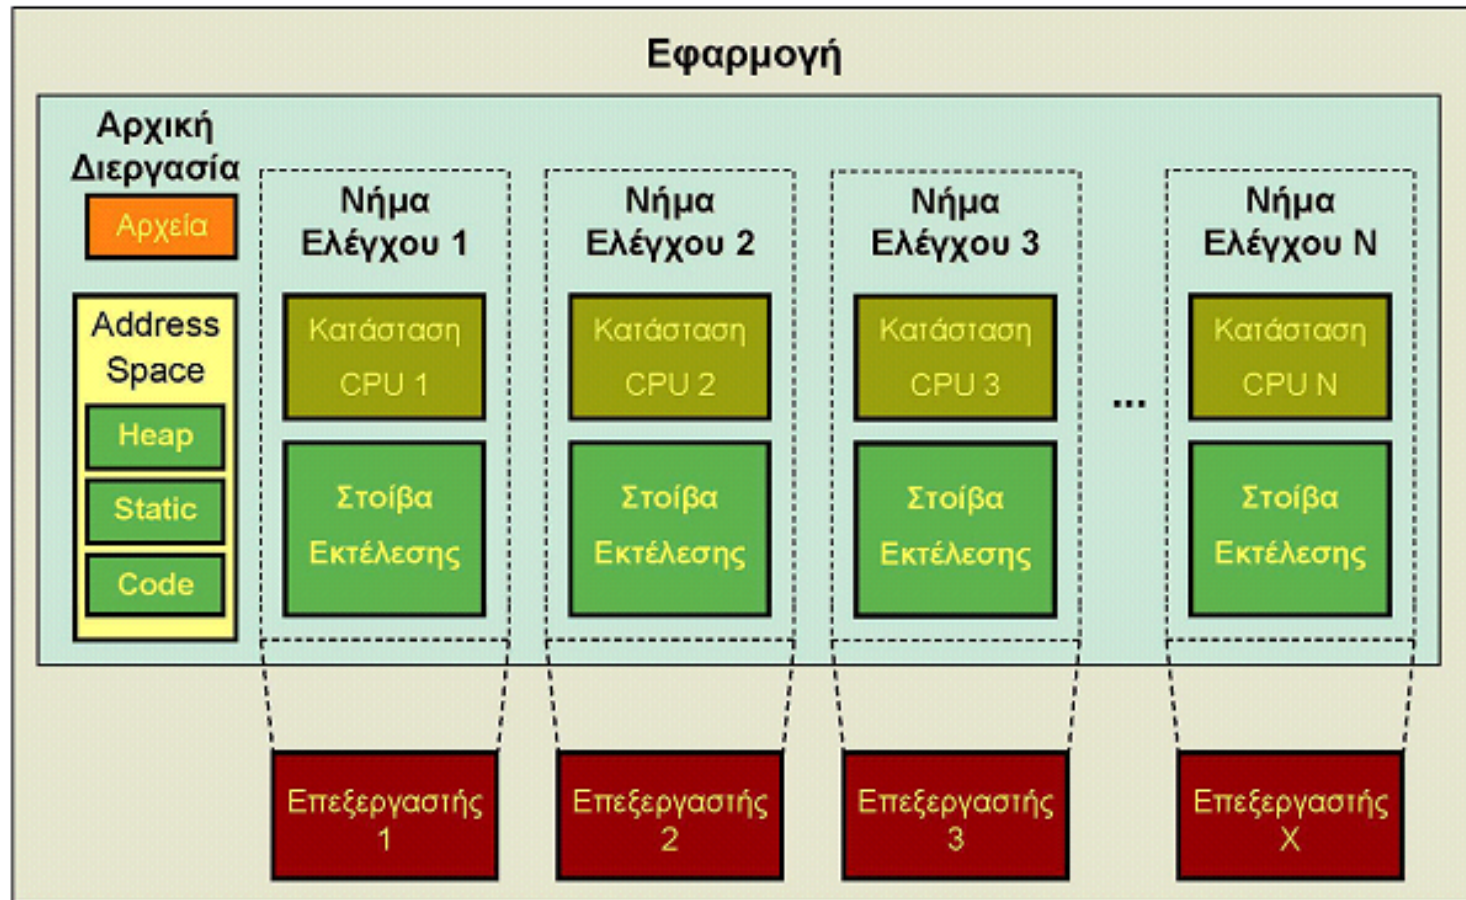 Εφαρμογή
Αρχική
Διεργασία
Αρχεία
Address
Space
Heap
Static
Code
Νήμα
Ελέγχου 1
Κατάσταση
CPU 1
Στοίβα
Εκτέλεσης
Νήμα
Ελέγχου 2
Κατάσταση
CPU 2
Στοίβα
Εκτέλεσης
Νήμα
Ελέγχου 3
Κατάσταση
CPU 3
Στοίβα
Εκτέλεσης
...
Νήμα
Ελέγχου N
Κατάσταση
CPU N
Στοίβα
Εκτέλεσης
Επεξεργαστής
1
Επεξεργαστής
2
Επεξεργαστής
3
Επεξεργαστής
X